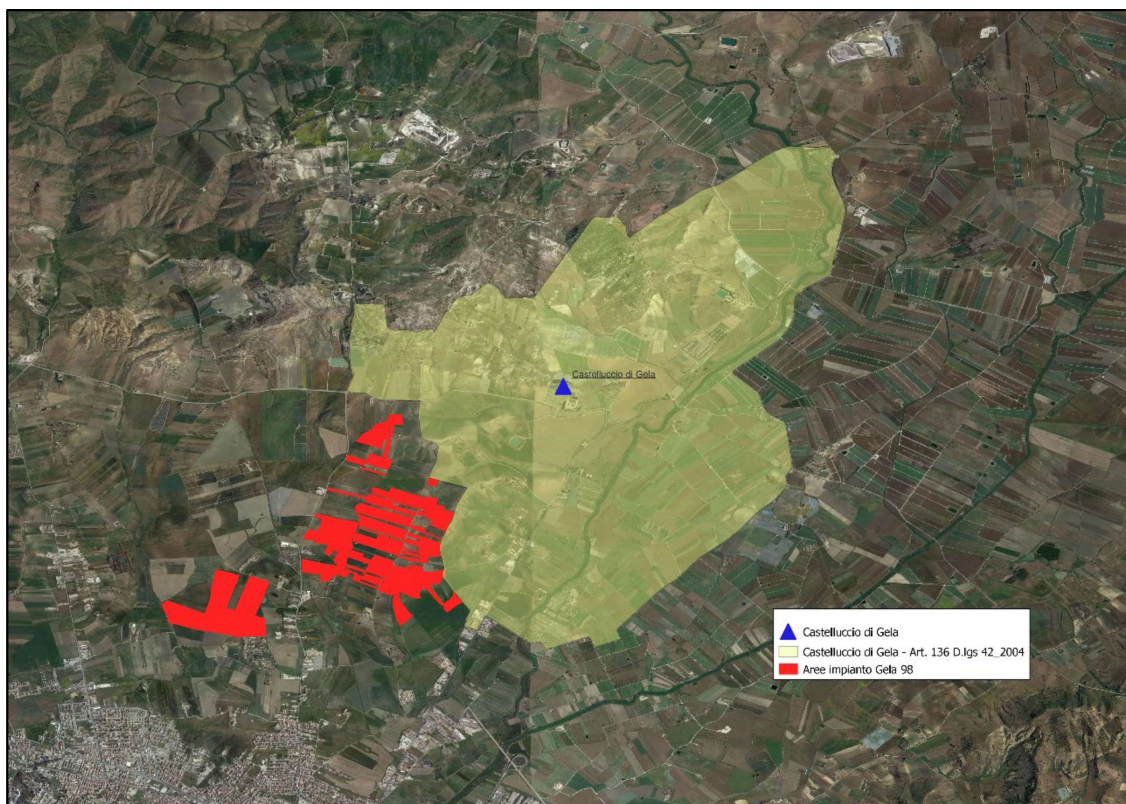 Castelluccio di Gela
Castelluccio di Gela
Castelluccio di Gela - Art. 136 D.lgs 42_2004
Aree impianto Gela 98